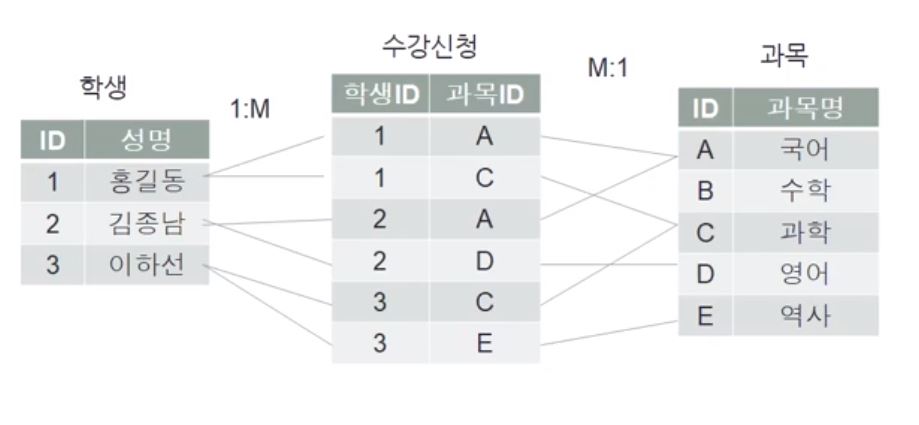 학생
ID 성명
1 홍길동
2 김종남
3 이하선
1:M
수강신청
학생ID 과목ID
1 A
1 C
2 A
2 D
3 C
3 E
M:1
과목
ID 과목명
A 국어
B 수학
C 과학
D 영어
E 역사